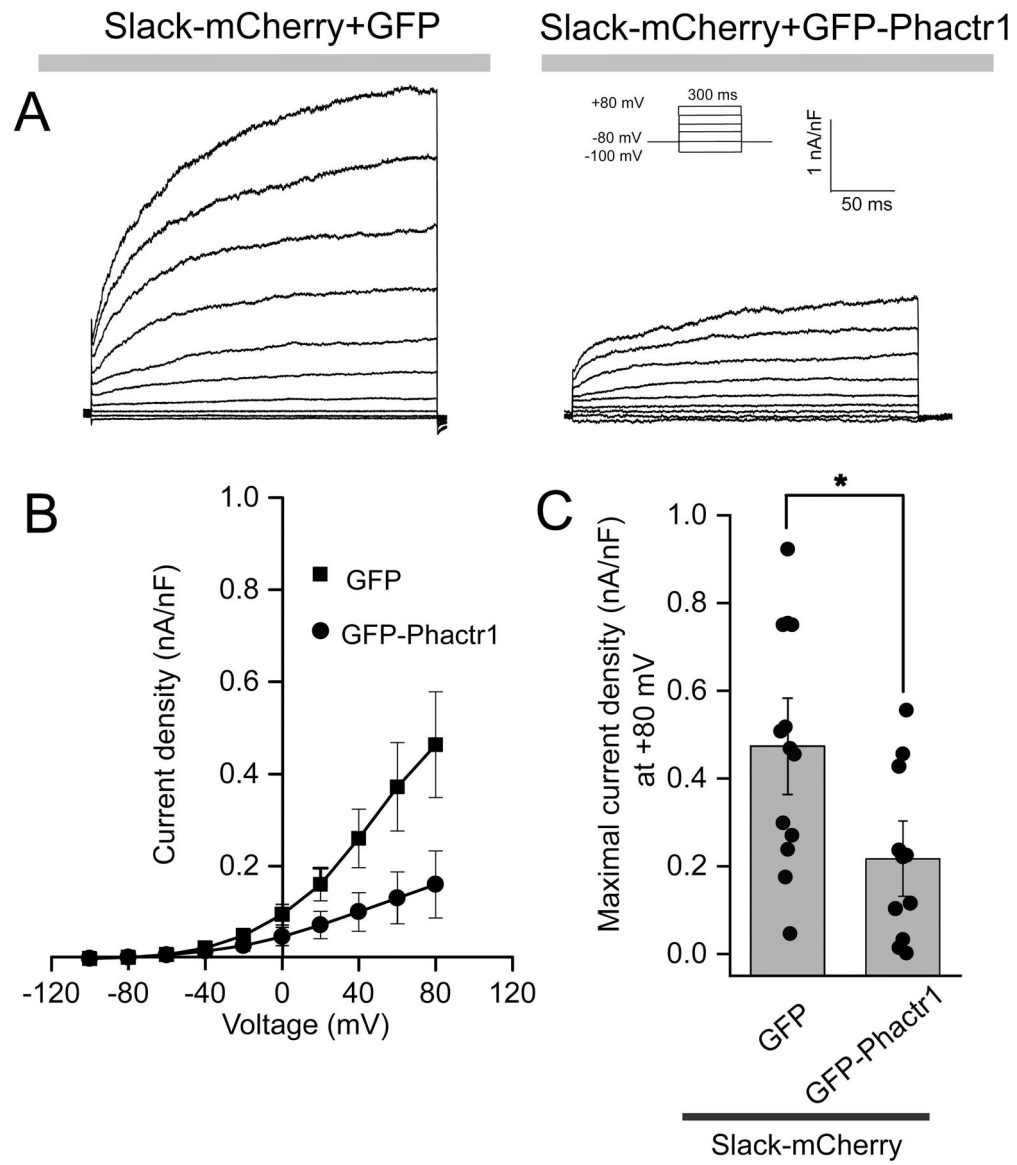 Slack-mCherry+GFP
Slack-mCherry+GFP-Phactr1
A
300 ms
+80 mV
-80 mV
-100 mV
1 nA/nF
50 ms
B
Current density (nA/nF)
1.0
0.8
0.6
0.4
0.2
GFP
GFP-Phactr1
-120 -80 -40 0 40 80 120
Voltage (mV)
C
Maximal current density (nA/nF)
at +80 mV
1.0
0.8
0.6
0.4
0.2
0.0
*
GFP
GFP-Phactr1
Slack-mCherry